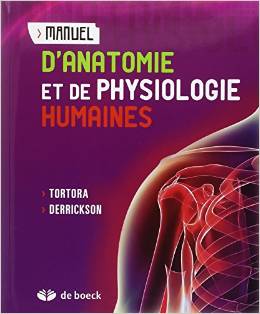 > MANUEL
D'ANATOMIE
ET DE PHYSIOLOGIE
HUMAINES
> TORTORA
> DERRICKSON
de boeck